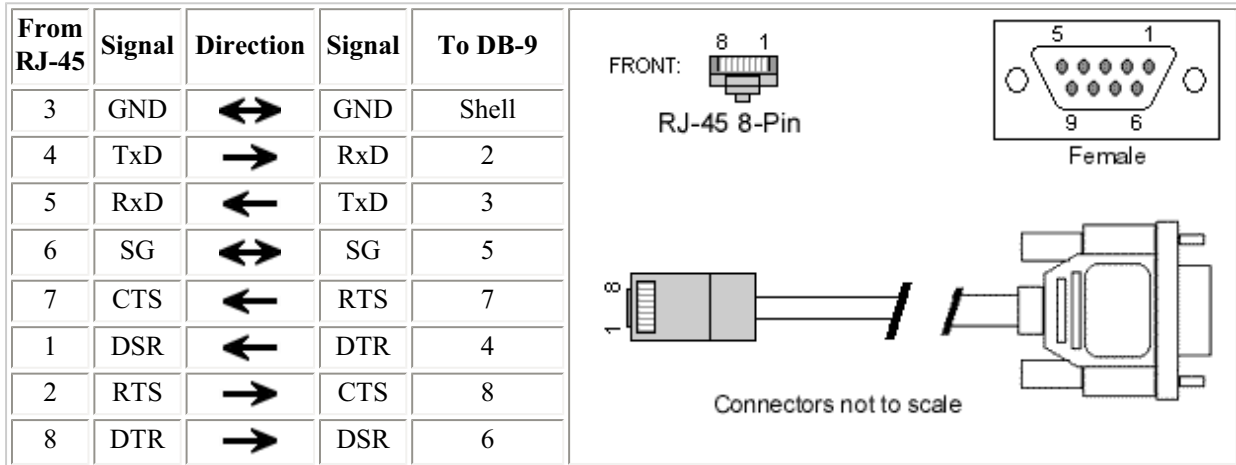 From RJ-45 Signal Direction Signal To DB-9
3 GND GND Shell
4 TxD RxD 2
5 RxD TxD 3
6 SG SG 5
7 CTS RTS 7
1 DSR DTR 4
2 RTS CTS 8
8 DTR DSR 6
8 1
FRONT:
RJ-45 8-Pin
5 1
9 6
Female
8
1
Connectors not to scale